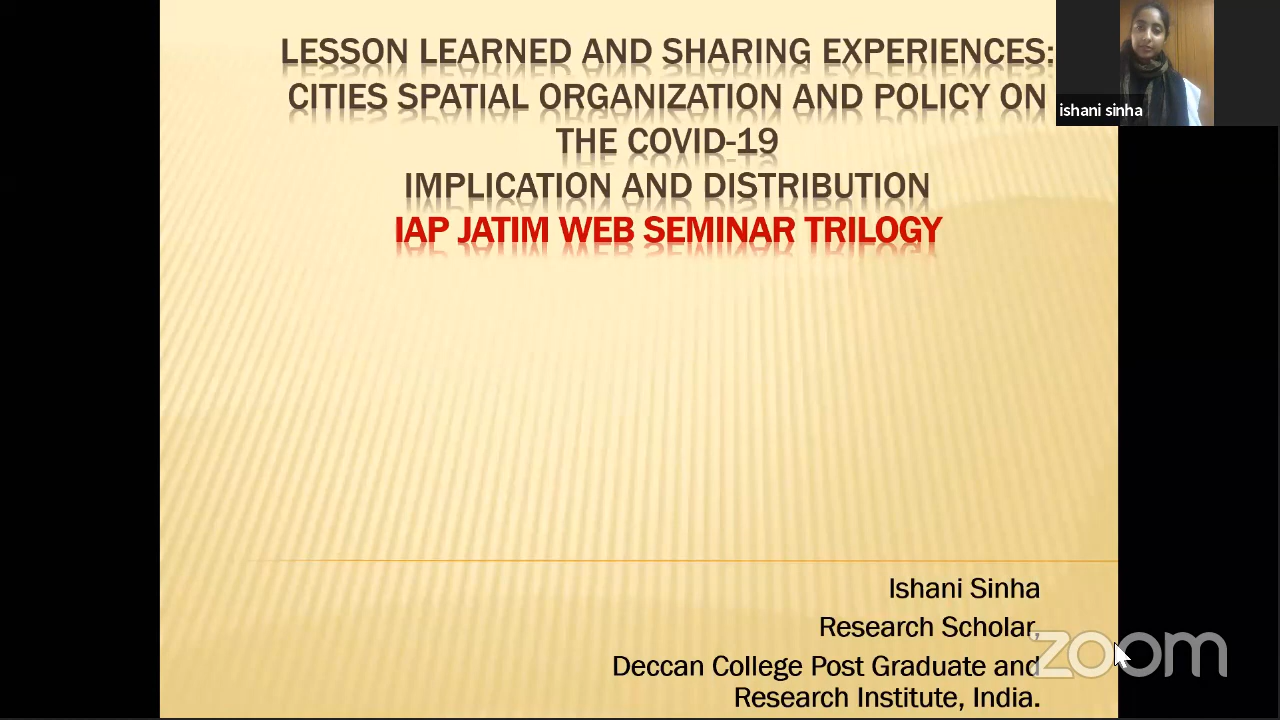 LESSON LEARNED AND SHARING EXPERIENCES:
CITIES SPATIAL ORGANIZATION AND POLICY ON
THE COVID-19
IMPLICATION AND DISTRIBUTION
IAP JATIM WEB SEMINAR TRILOGY
ishani sinha
Ishani Sinha
Research Scholar,
Deccan College Post Graduate and
Research Institute, India.
zoom